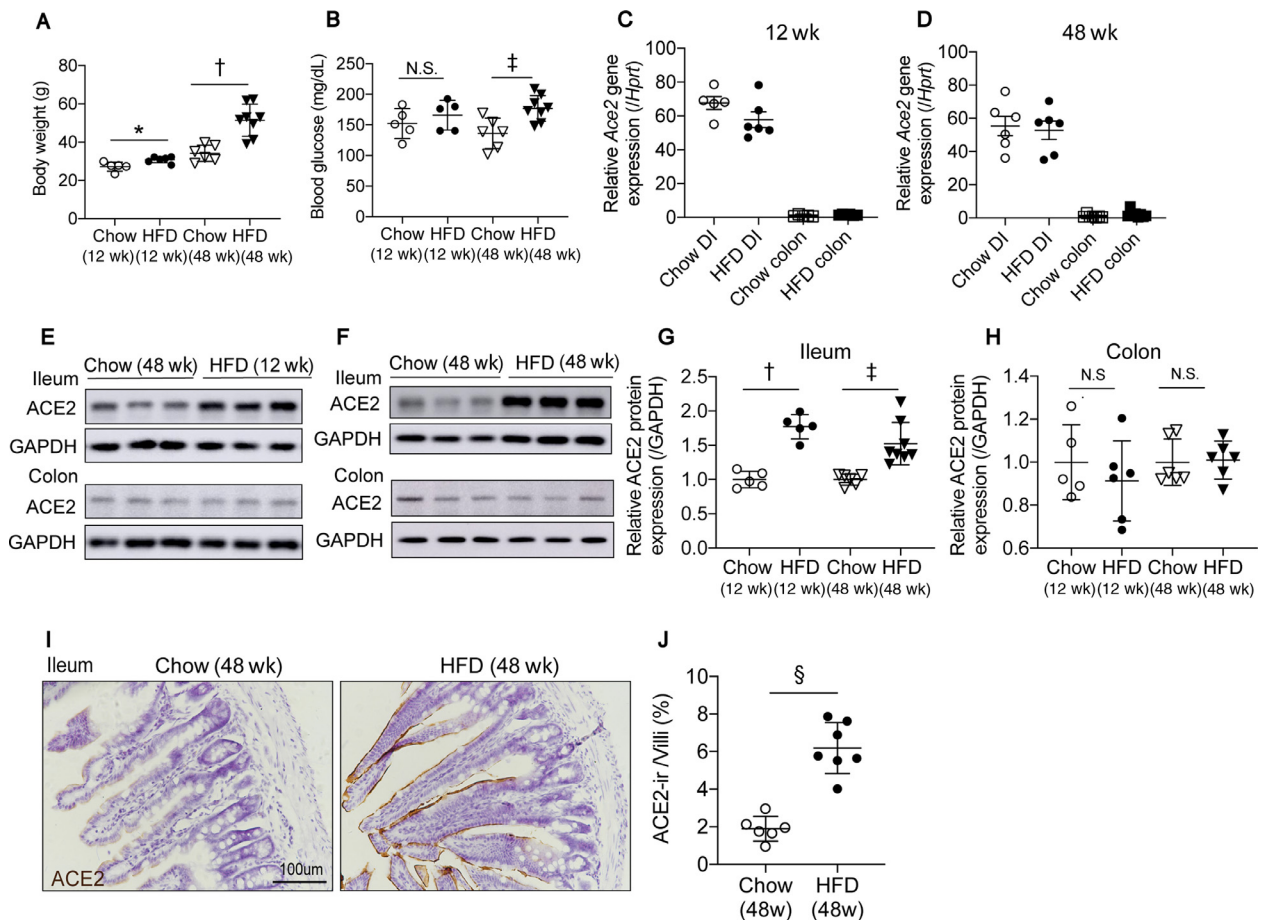 A
Body weight (g)
80
60
40
20
0
*
†
Chow HFD Chow HFD
(12 wk) (12 wk) (48 wk) (48 wk)
B
Blood glucose (mg/dL)
250
200
150
100
50
0
N.S.
‡
Chow HFD Chow HFD
(12 wk) (12 wk) (48 wk) (48 wk)
C
12 wk
Relative Ace2 gene
expression (/Hprt)
100
80
60
40
20
0
Chow DI
HFD DI
Chow colon
HFD colon
D
48 wk
Relative Ace2 gene
expression (/Hprt)
100
80
60
40
20
0
Chow DI
HFD DI
Chow colon
HFD colon
E
Chow (48 wk) HFD (12 wk)
Ileum
ACE2
GAPDH
Colon
ACE2
GAPDH
F
Chow (48 wk) HFD (48 wk)
Ileum
ACE2
GAPDH
Colon
ACE2
GAPDH
G
Ileum
Relative ACE2 protein
expression (/GAPDH)
2.5
2.0
1.5
1.0
0.5
0.0
†
‡
Chow HFD Chow HFD
(12 wk) (12 wk) (48 wk) (48 wk)
H
Colon
Relative ACE2 protein
expression (/GAPDH)
1.4
1.2
1.0
0.8
0.6
N.S
N.S.
Chow HFD Chow HFD
(12 wk) (12 wk) (48 wk) (48 wk)
I
Ileum Chow (48 wk) HFD (48 wk)
ACE2
100um
J
ACE2-ir /Villi (%)
10
8
6
4
2
0
§
Chow HFD
(48w) (48w)